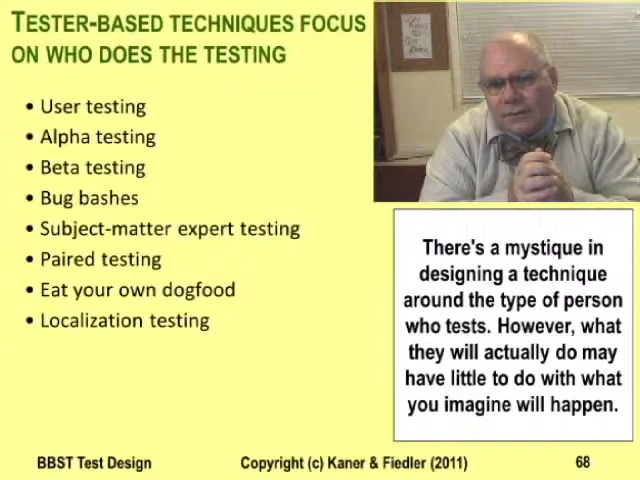 TESTER-BASED TECHNIQUES FOCUS
ON WHO DOES THE TESTING
• User testing
• Alpha testing
• Beta testing
• Bug bashes
• Subject-matter expert testing
• Paired testing
• Eat your own dogfood
• Localization testing
There's a mystique in
designing a technique
around the type of person
who tests. However, what
they will actually do may
have little to do with what
you imagine will happen.
BBST Test Design
Copyright (c) Kaner & Fiedler (2011)
68